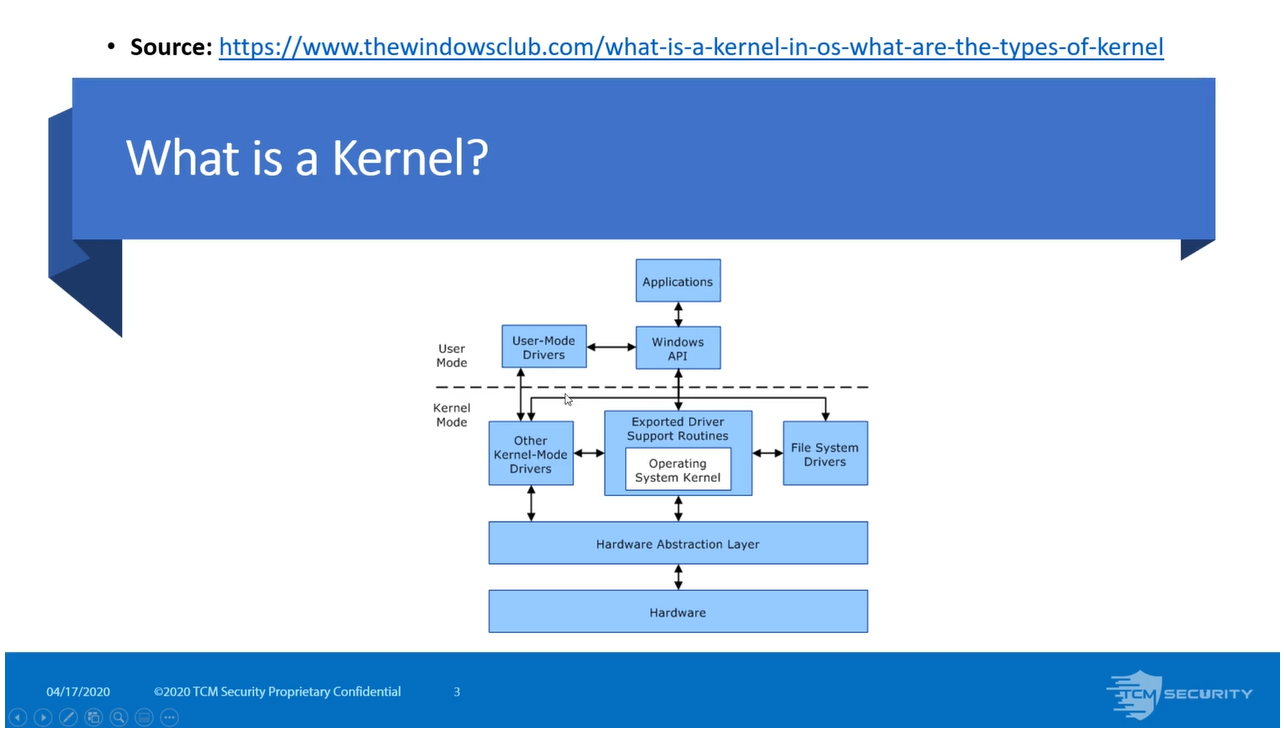 • Source: https://www.thewindowsclub.com/what-is-a-kernel-in-os-what-are-the-types-of-kernel
What is a Kernel?
Applications
User-Mode
Drivers
Windows
API
User
Mode
Kernel
Mode
Other
Kernel-Mode
Drivers
Exported Driver
Support Routines
Operating
System Kernel
File System
Drivers
Hardware Abstraction Layer
Hardware
04/17/2020 ©2020 TCM Security Proprietary Confidential 3
TCM SECURITY